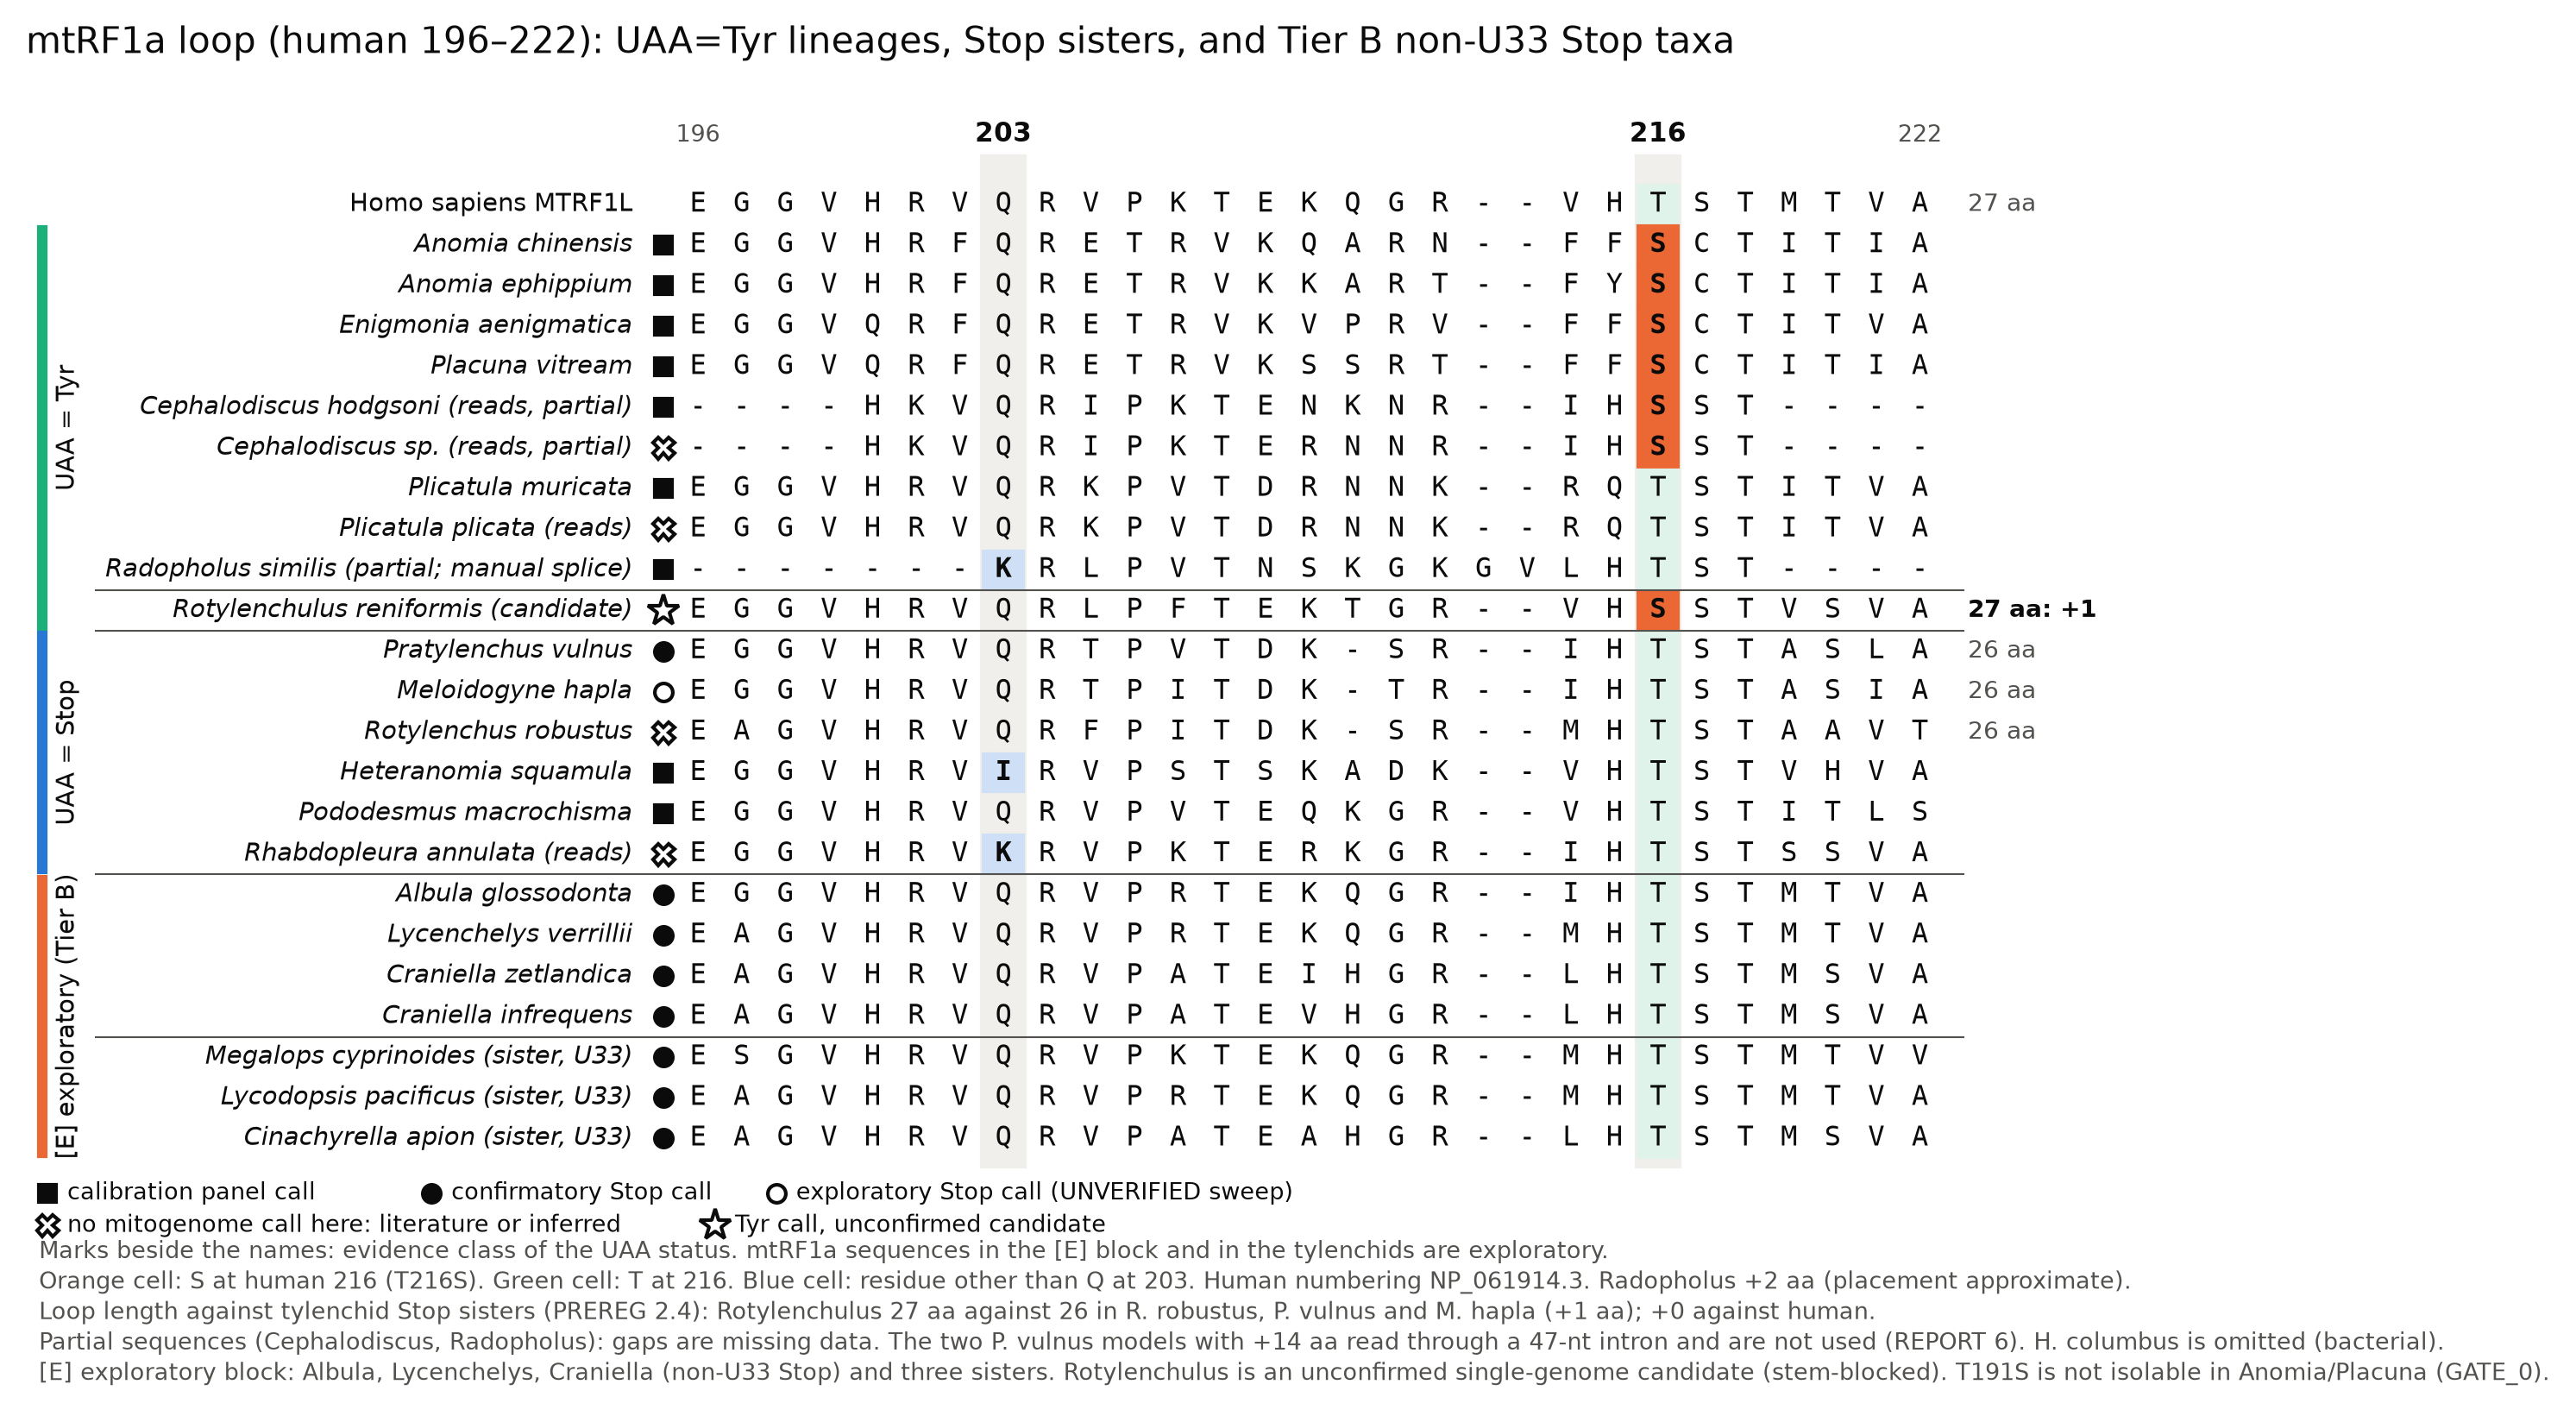 mtRF1a loop (human 196–222): UAA=Tyr lineages, Stop sisters, and Tier B non-U33 Stop taxa
196 203 216 222
Homo sapiens MTRF1L E G G V H R V Q R V P K T E K Q G R - - V H T S T M T V A 27 aa
UAA = Tyr
Anomia chinensis E G G V H R F Q R E T R V K Q A R N - - F F S C T I T I A
Anomia ephippium E G G V H R F Q R E T R V K K A R T - - F Y S C T I T I A
Enigmonia aenigmatica E G G V Q R F Q R E T R V K V P R V - - F F S C T I T V A
Placuna vitream E G G V Q R F Q R E T R V K S S R T - - F F S C T I T I A
Cephalodiscus hodgsoni (reads, partial) - - - - H K V Q R I P K T E N K N R - - I H S S T - - - -
Cephalodiscus sp. (reads, partial) - - - - H K V Q R I P K T E R N N R - - I H S S T - - - -
Plicatula muricata E G G V H R V Q R K P V T D R N N K - - R Q T S T I T V A
Plicatula plicata (reads) E G G V H R V Q R K P V T D R N N K - - R Q T S T I T V A
Radopholus similis (partial; manual splice) - - - - - - - K R L P V T N S K G K G V L H T S T - - - -
Rotylenchulus reniformis (candidate) E G G V H R V Q R L P F T E K T G R - - V H S S T V S V A 27 aa: +1
UAA = Stop
Pratylenchus vulnus E G G V H R V Q R T P V T D K - S R - - I H T S T A S L A 26 aa
Meloidogyne hapla E G G V H R V Q R T P I T D K - T R - - I H T S T A S I A 26 aa
Rotylenchus robustus E A G V H R V Q R F P I T D K - S R - - M H T S T A A V T 26 aa
Heteranomia squamula E G G V H R V I R V P S T S K A D K - - V H T S T V H V A
Pododesmus macrochisma E G G V H R V Q R V P V T E Q K G R - - V H T S T I T L S
Rhabdopleura annulata (reads) E G G V H R V K R V P K T E R K G R - - I H T S T S S V A
[E] exploratory (Tier B)
Albula glossodonta E G G V H R V Q R V P R T E K Q G R - - I H T S T M T V A
Lycenchelys verrillii E A G V H R V Q R V P R T E K Q G R - - M H T S T M T V A
Craniella zetlandica E A G V H R V Q R V P A T E I H G R - - L H T S T M S V A
Craniella infrequens E A G V H R V Q R V P A T E V H G R - - L H T S T M S V A
Megalops cyprinoides (sister, U33) E S G V H R V Q R V P K T E K Q G R - - M H T S T M T V V
Lycodopsis pacificus (sister, U33) E A G V H R V Q R V P R T E K Q G R - - M H T S T M T V A
Cinachyrella apion (sister, U33) E A G V H R V Q R V P A T E A H G R - - L H T S T M S V A
calibration panel call confirmatory Stop call exploratory Stop call (UNVERIFIED sweep)
no mitogenome call here: literature or inferred Tyr call, unconfirmed candidate
Marks beside the names: evidence class of the UAA status. mtRF1a sequences in the [E] block and in the tylenchids are exploratory.
Orange cell: S at human 216 (T216S). Green cell: T at 216. Blue cell: residue other than Q at 203. Human numbering NP_061914.3. Radopholus +2 aa (placement approximate).
Loop length against tylenchid Stop sisters (PREREG 2.4): Rotylenchulus 27 aa against 26 in R. robustus, P. vulnus and M. hapla (+1 aa); +0 against human.
Partial sequences (Cephalodiscus, Radopholus): gaps are missing data. The two P. vulnus models with +14 aa read through a 47-nt intron and are not used (REPORT 6). H. columbus is omitted (bacterial).
[E] exploratory block: Albula, Lycenchelys, Craniella (non-U33 Stop) and three sisters. Rotylenchulus is an unconfirmed single-genome candidate (stem-blocked). T191S is not isolable in Anomia/Placuna (GATE_0).